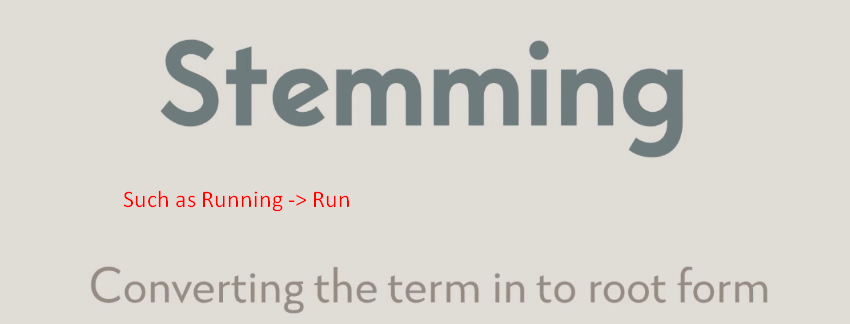 Stemming
Such as Running -> Run
Converting the term in to root form